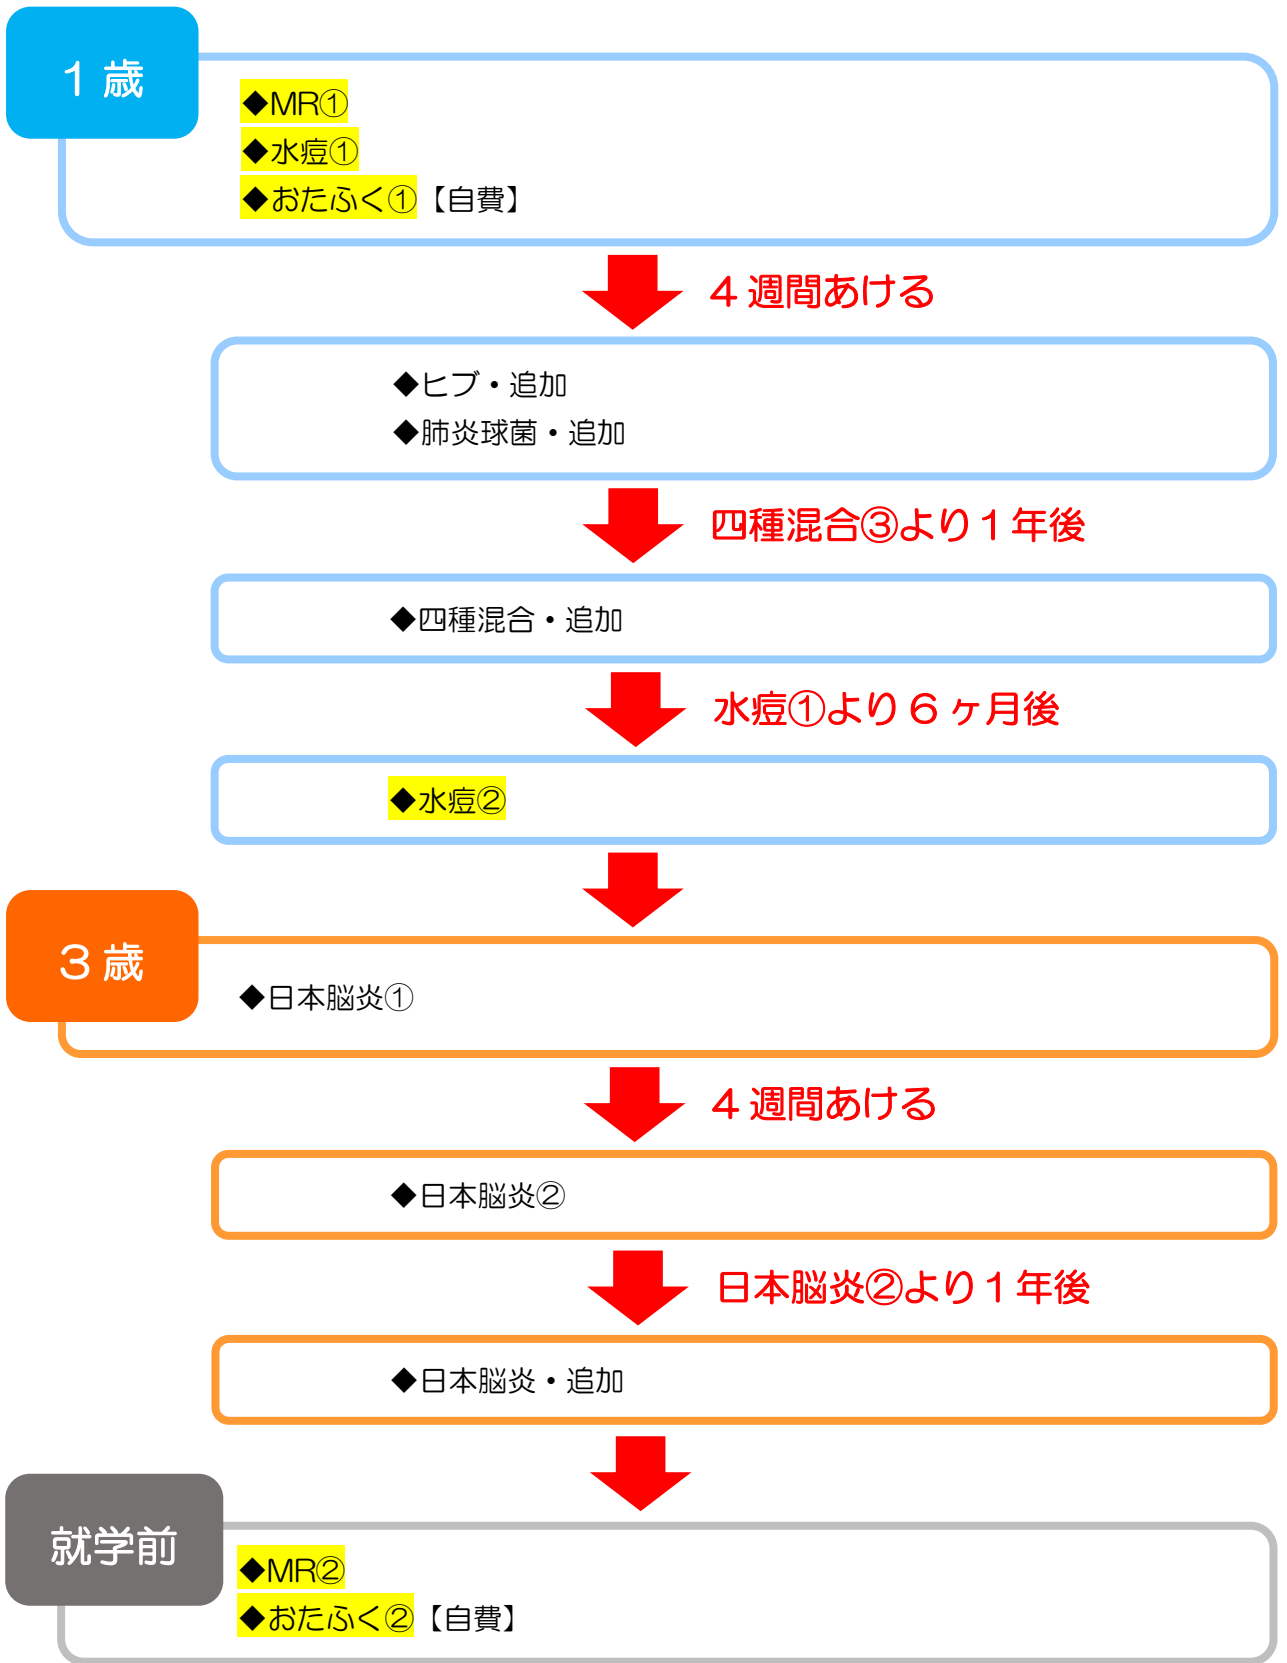 1歳
◆MR①
◆水痘①
◆おたふく①【自費】
4週間あける
◆ヒブ・追加
◆肺炎球菌・追加
四種混合③より1年後
◆四種混合・追加
水痘①より6ヶ月後
◆水痘②
3歳
◆日本脳炎①
4週間あける
◆日本脳炎②
日本脳炎②より1年後
◆日本脳炎・追加
就学前
◆MR②
◆おたふく②【自費】